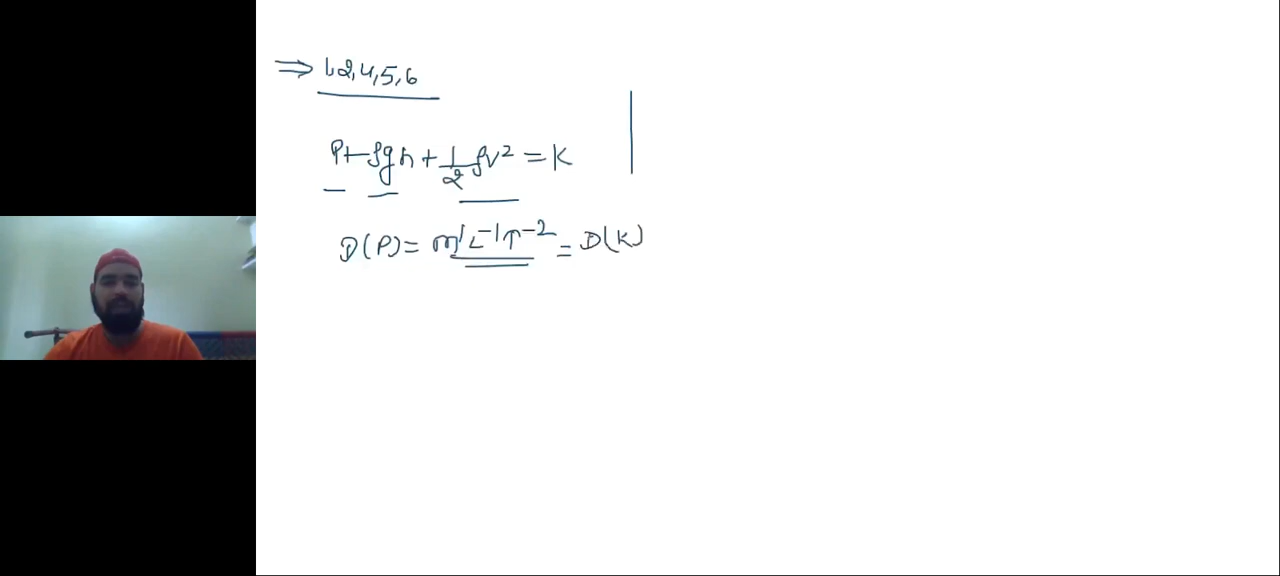 ⇒ 1,2,4,5,6
P + ρgh + 1/2 ρv² = K
D(P) = M¹L⁻¹T⁻² = D(K)